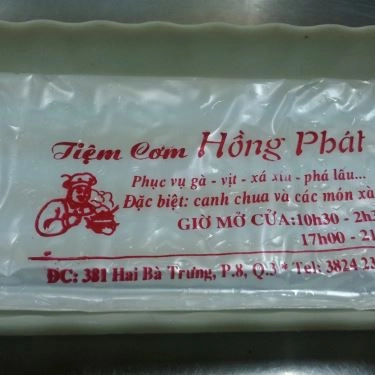 Tiệm Cơm Hồng Phát
Phục vụ gà - vịt - xá xíu - phá lâu...
Đặc biệt: canh chua và các món xà
GIỜ MỞ CỬA: 10h30 - 2h3
17h00 - 21
ĐC: 381 Hai Bà Trưng, P.8, Q.3 * Tel: 3824 23